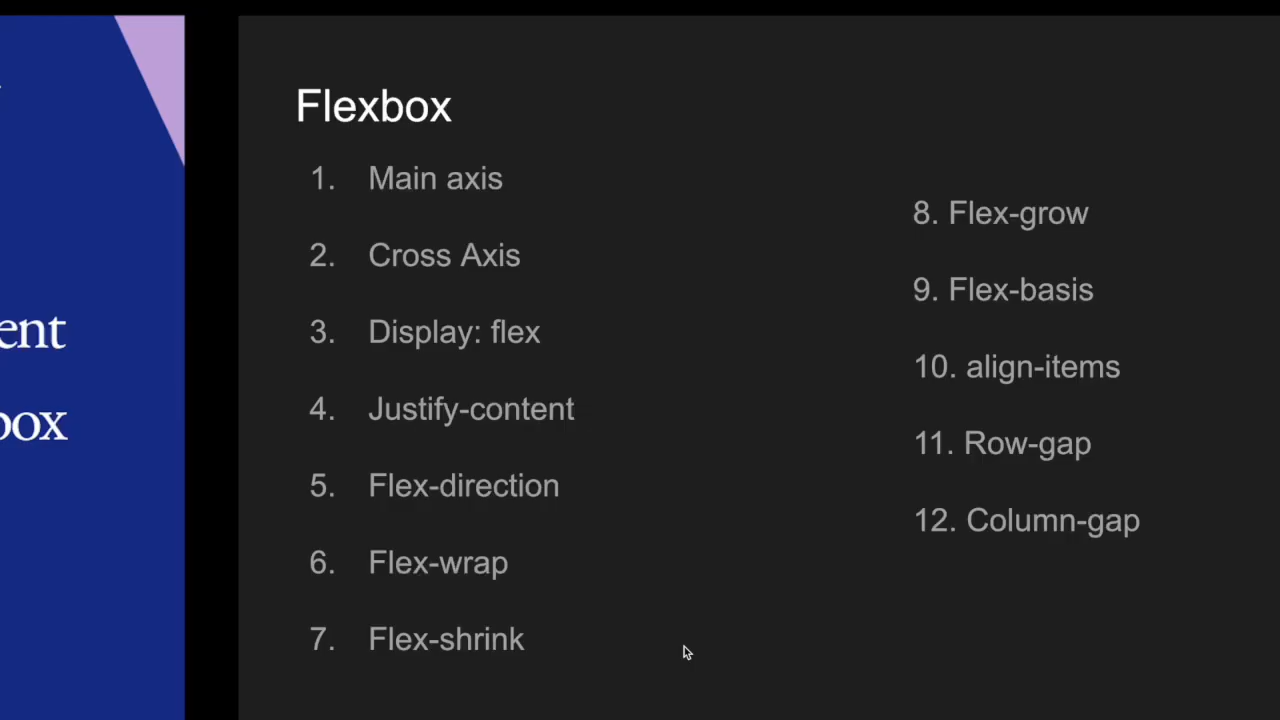 ent
box
Flexbox
1. Main axis
2. Cross Axis
3. Display: flex
4. Justify-content
5. Flex-direction
6. Flex-wrap
7. Flex-shrink
8. Flex-grow
9. Flex-basis
10. align-items
11. Row-gap
12. Column-gap